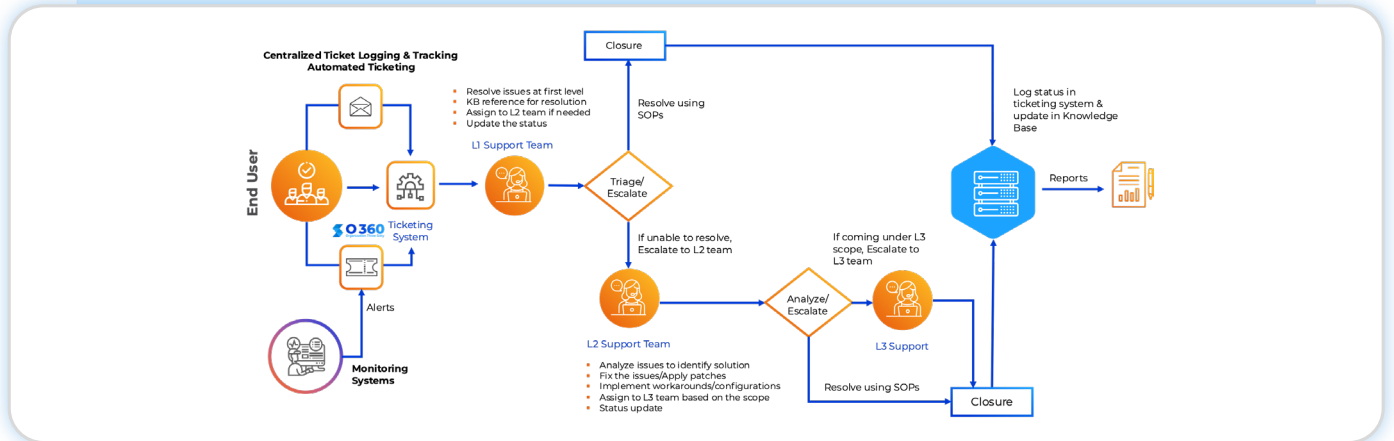 Centralized Ticket Logging & Tracking
Automated Ticketing
End User
SO360
Ticketing
System
Alerts
Monitoring
Systems
Resolve issues at first level
KB reference for resolution
Assign to L2 team if needed
Update the status
L1 Support Team
Closure
Resolve using
SOPs
Triage/
Escalate
If unable to resolve,
Escalate to L2 team
L2 Support Team
Analyze issues to identify solution
Fix the issues/Apply patches
Implement workarounds/configurations
Assign to L3 team based on the scope
Status update
Analyze/
Escalate
If coming under L3
scope, Escalate to
L3 team
L3 Support
Resolve using SOPs
Closure
Log status in
ticketing system &
update in Knowledge
Base
Reports